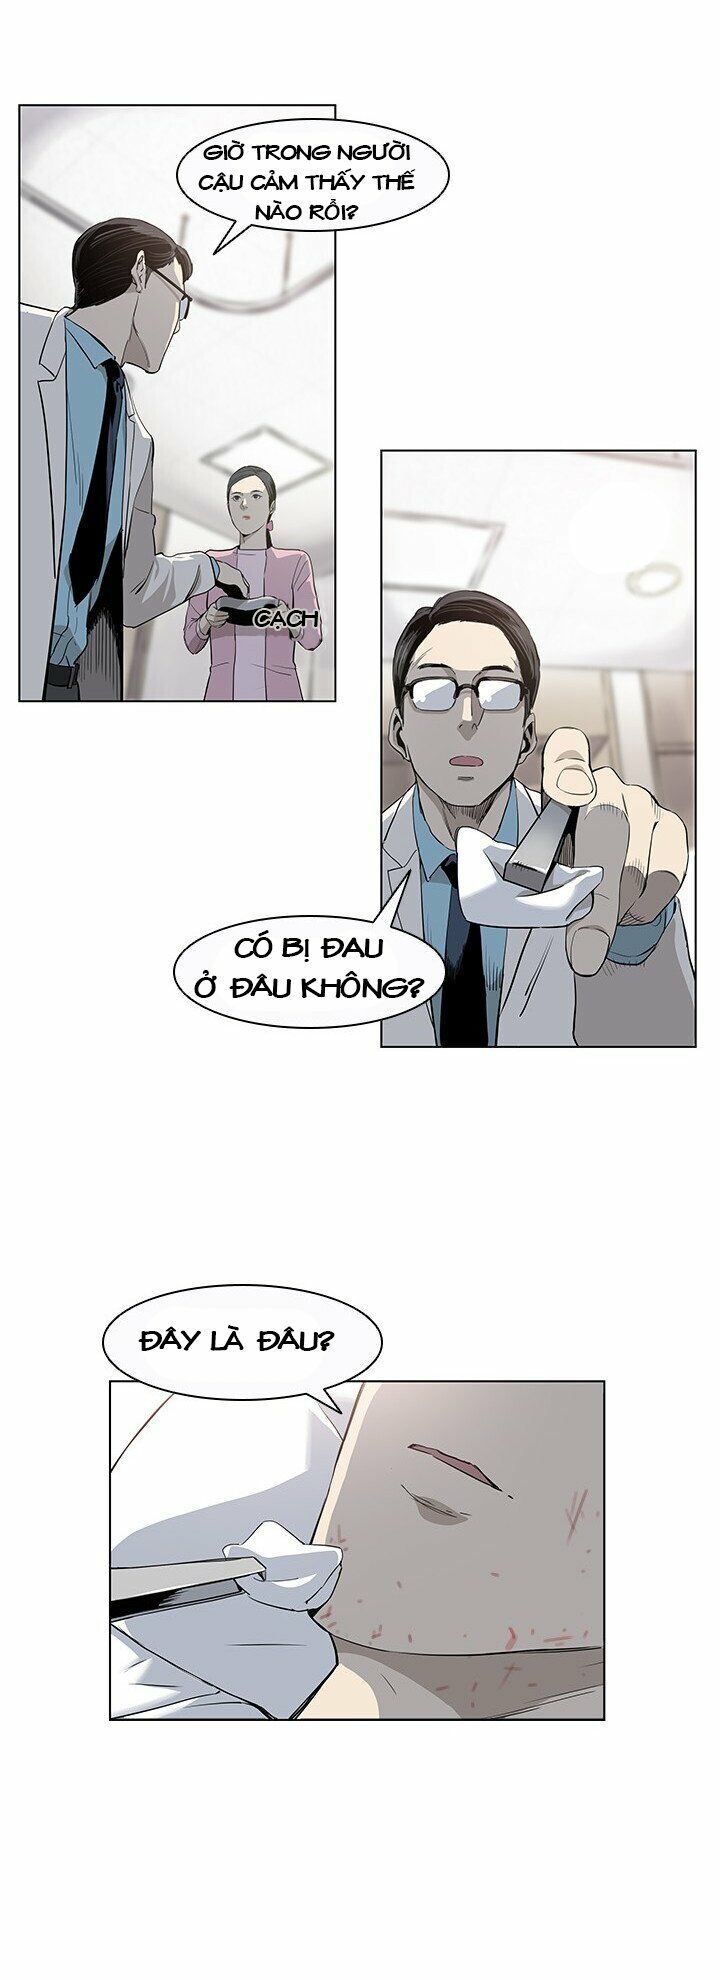 GIỜ TRONG NGƯỜI
CẬU CẢM THẤY THẾ
NÀO RỒI?
CẠCH
CÓ BỊ ĐAU
Ở ĐÂU KHÔNG?
ĐÂY LÀ ĐÂU?